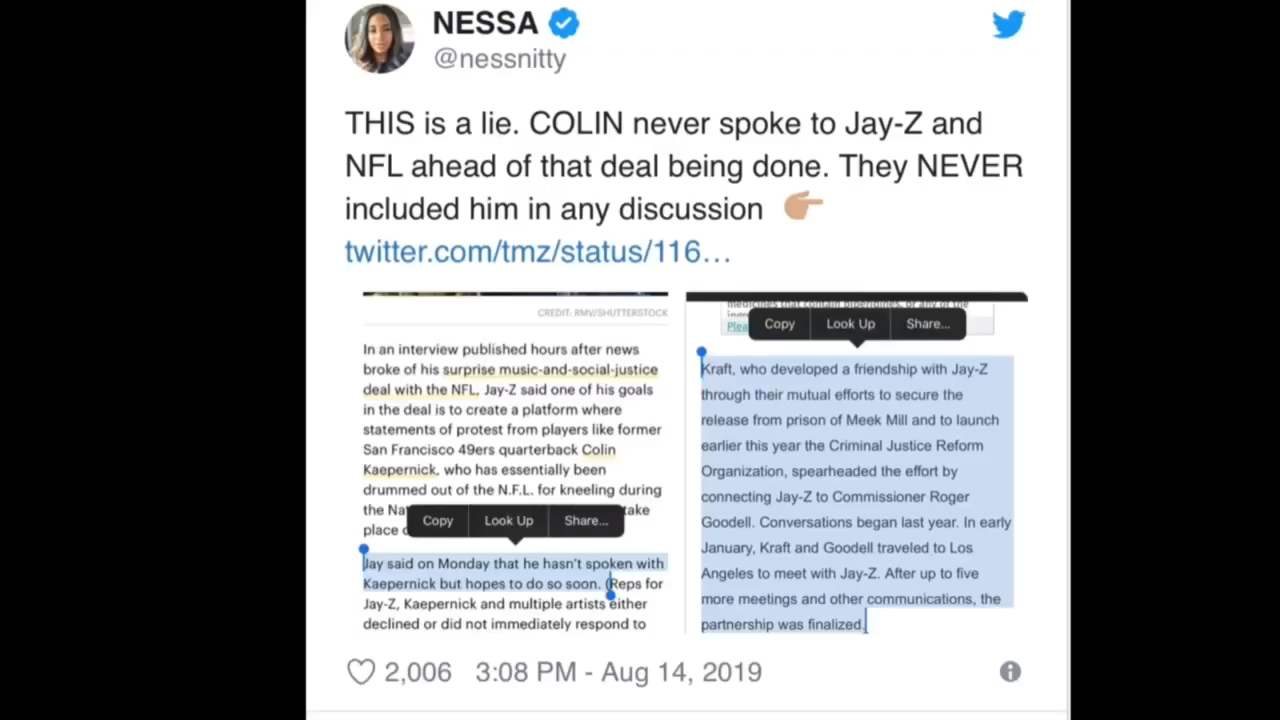 NESSA
@nessnitty
THIS is a lie. COLIN never spoke to Jay-Z and
NFL ahead of that deal being done. They NEVER
included him in any discussion
twitter.com/tmz/status/116…
CREDIT: RMV/SHUTTERSTOCK
In an interview published hours after news
broke of his surprise music-and-social-justice
deal with the NFL, Jay-Z said one of his goals
in the deal is to create a platform where
statements of protest from players like former
San Francisco 49ers quarterback Colin
Kaepernick, who has essentially been
drummed out of the N.F.L. for kneeling during
the Na take
place
Copy Look Up Share...
Jay said on Monday that he hasn't spoken with
Kaepernick but hopes to do so soon. (Reps for
Jay-Z, Kaepernick and multiple artists either
declined or did not immediately respond to
medicines that contain piperidines, or any of the
Plea
Copy Look Up Share...
Kraft, who developed a friendship with Jay-Z
through their mutual efforts to secure the
release from prison of Meek Mill and to launch
earlier this year the Criminal Justice Reform
Organization, spearheaded the effort by
connecting Jay-Z to Commissioner Roger
Goodell. Conversations began last year. In early
January, Kraft and Goodell traveled to Los
Angeles to meet with Jay-Z. After up to five
more meetings and other communications, the
partnership was finalized.
2,006 3:08 PM - Aug 14, 2019